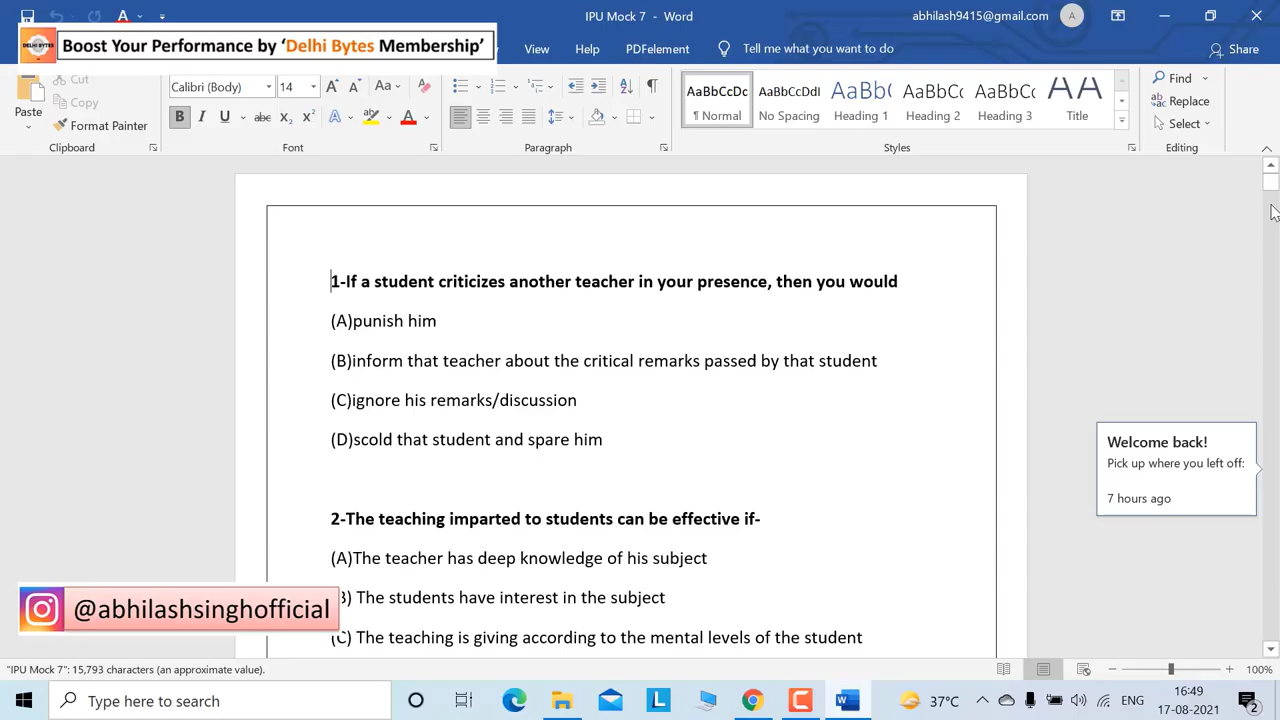 IPU Mock 7 - Word
abhilash9415@gmail.com
A
Boost Your Performance by 'Delhi Bytes Membership'
DELHI BYTES
View
Help
PDFelement
Tell me what you want to do
Share
Cut
Copy
Paste
Format Painter
Clipboard
Calibri (Body)
14
Font
Paragraph
AaBbCcDc
¶ Normal
AaBbCcDdI
No Spacing
AaBbC
Heading 1
AaBbCc
Heading 2
AaBbCc
Heading 3
AA
Title
Styles
Find
Replace
Select
Editing
1-If a student criticizes another teacher in your presence, then you would
(A)punish him
(B)inform that teacher about the critical remarks passed by that student
(C)ignore his remarks/discussion
(D)scold that student and spare him
Welcome back!
Pick up where you left off:
7 hours ago
2-The teaching imparted to students can be effective if-
(A)The teacher has deep knowledge of his subject
B) The students have interest in the subject
(C) The teaching is giving according to the mental levels of the student
@abhilashsinghofficial
"IPU Mock 7": 15,793 characters (an approximate value).
100%
Type here to search
37°C
ENG
16:49
17-08-2021
2